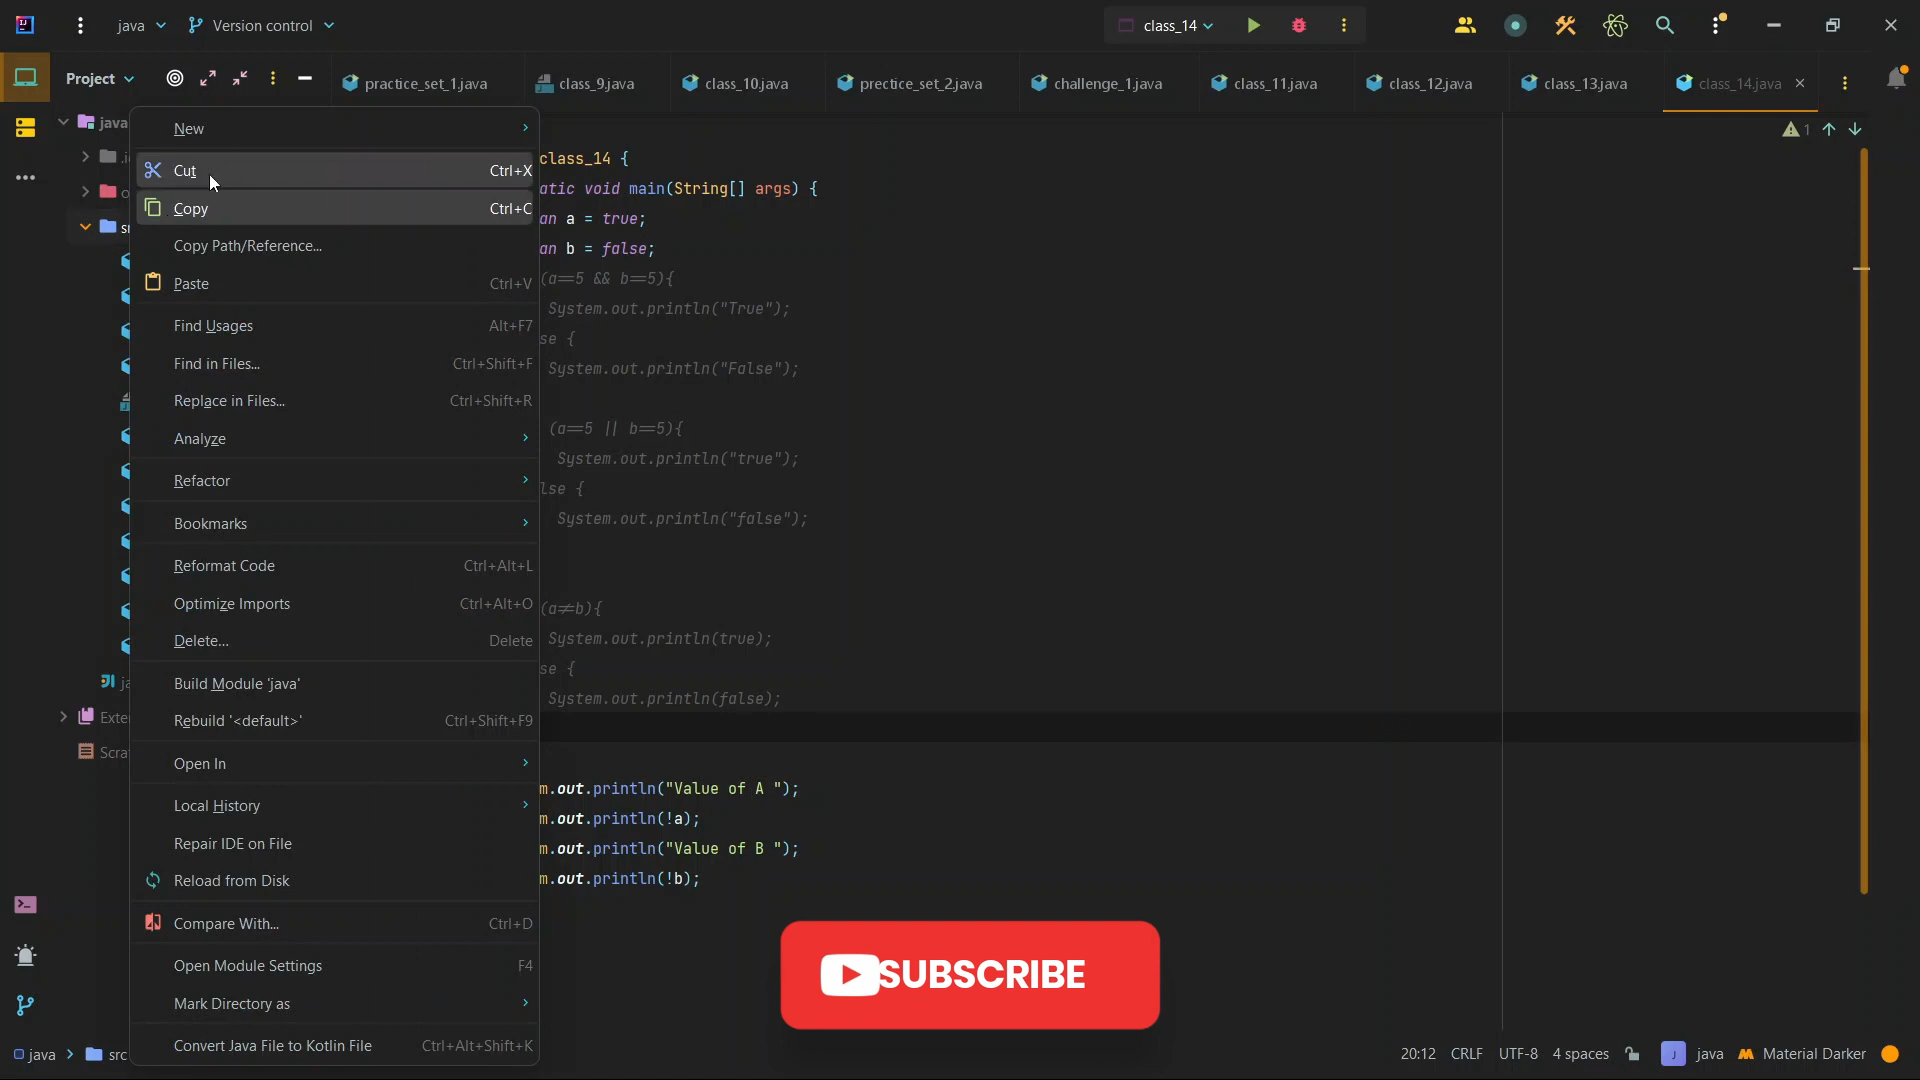 java
Version control
class_14
Project
practice_set_1.java
class_9.java
class_10.java
prectice_set_2.java
challenge_1.java
class_11.java
class_12.java
class_13.java
class_14.java
java
New
Cut Ctrl+X
Copy Ctrl+C
Copy Path/Reference...
Paste Ctrl+V
Find Usages Alt+F7
Find in Files... Ctrl+Shift+F
Replace in Files... Ctrl+Shift+R
Analyze
Refactor
Bookmarks
Reformat Code Ctrl+Alt+L
Optimize Imports Ctrl+Alt+O
Delete... Delete
Build Module 'java'
Rebuild '<default>' Ctrl+Shift+F9
Open In
Local History
Repair IDE on File
Reload from Disk
Compare With... Ctrl+D
Open Module Settings F4
Mark Directory as
Convert Java File to Kotlin File Ctrl+Alt+Shift+K
1
class_14 {
atic void main(String[] args) {
an a = true;
an b = false;
(a==5 && b==5){
System.out.println("True");
se {
System.out.println("False");
(a==5 || b==5){
System.out.println("true");
lse {
System.out.println("false");
(a≠b){
System.out.println(true);
se {
System.out.println(false);
m.out.println("Value of A ");
m.out.println(!a);
m.out.println("Value of B ");
m.out.println(!b);
SUBSCRIBE
java > src
20:12 CRLF UTF-8 4 spaces java Material Darker